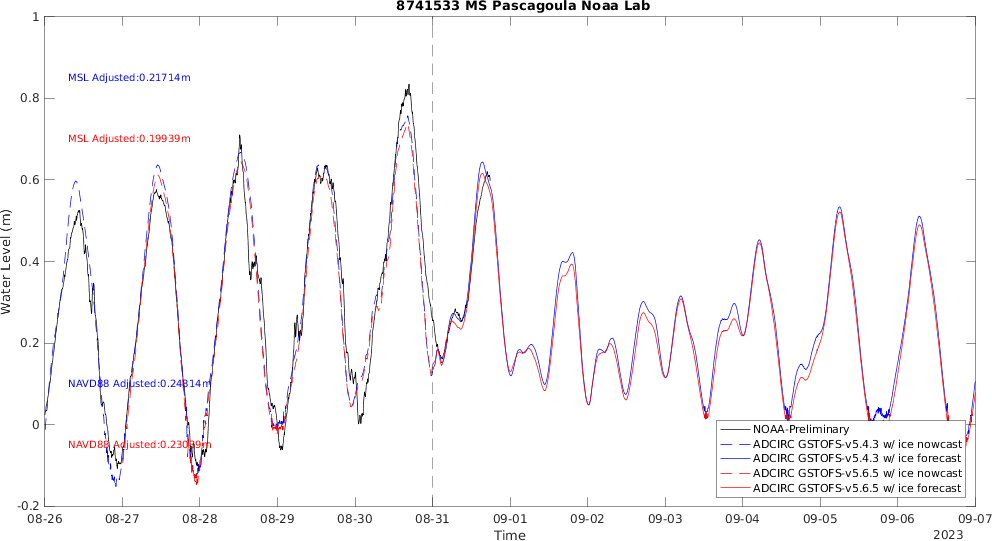 8741533 MS Pascagoula Noaa Lab
1
0.8
0.6
0.4
0.2
0
-0.2
Water Level (m)
MSL Adjusted:0.21714m
MSL Adjusted:0.19939m
NAVD88 Adjusted:0.24314m
NAVD88 Adjusted:
NOAA-Preliminary
ADCIRC GSTOFS-v5.4.3 w/ ice nowcast
ADCIRC GSTOFS-v5.4.3 w/ ice forecast
ADCIRC GSTOFS-v5.6.5 w/ ice nowcast
ADCIRC GSTOFS-v5.6.5 w/ ice forecast
08-26 08-27 08-28 08-29 08-30 08-31 09-01 09-02 09-03 09-04 09-05 09-06 09-07
Time
2023